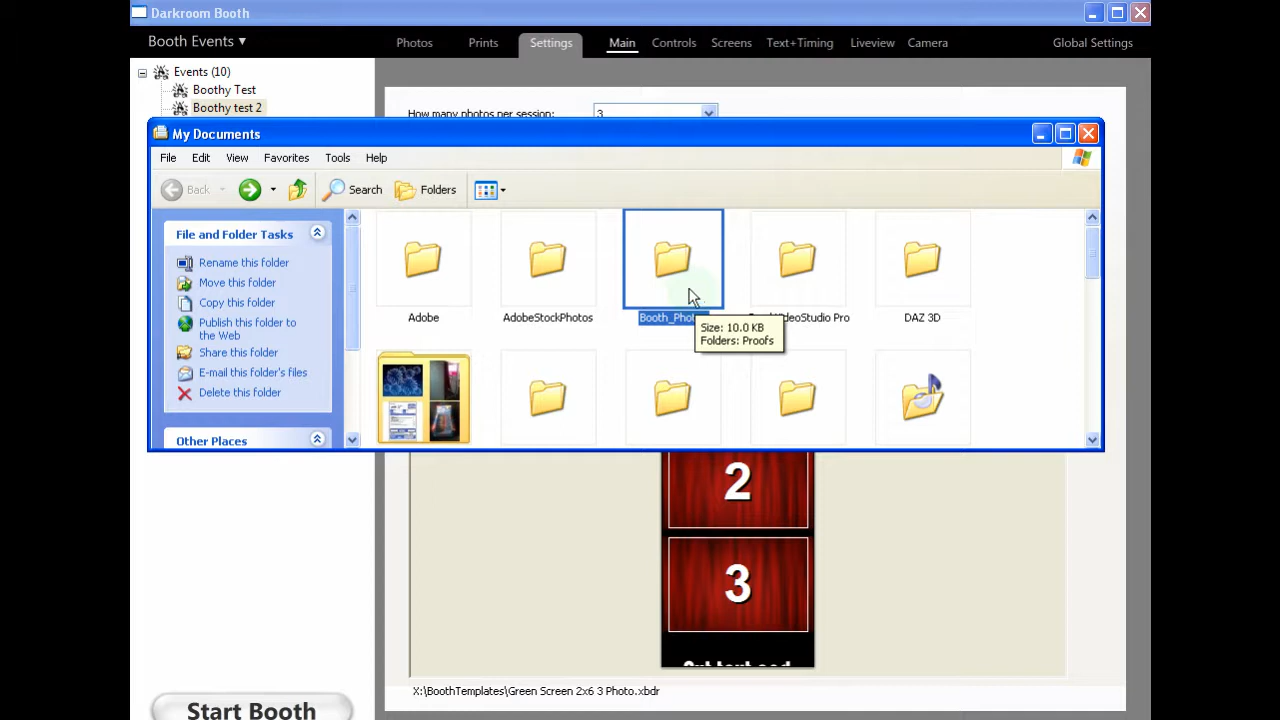 Darkroom Booth
Booth Events ▾
Photos Prints Settings Main Controls Screens Text+Timing Liveview Camera Global Settings
Events (10)
Boothy Test
Boothy test 2
How many photos per session: 3
My Documents
File Edit View Favorites Tools Help
Back Search Folders
File and Folder Tasks
Rename this folder
Move this folder
Copy this folder
Publish this folder to
the Web
Share this folder
E-mail this folder's files
Delete this folder
Other Places
Adobe AdobeStockPhotos VideoStudio Pro DAZ 3D
Size: 10.0 KB
Folders: Proofs
2
3
X:\BoothTemplates\Green Screen 2x6 3 Photo.xbdr
Start Booth